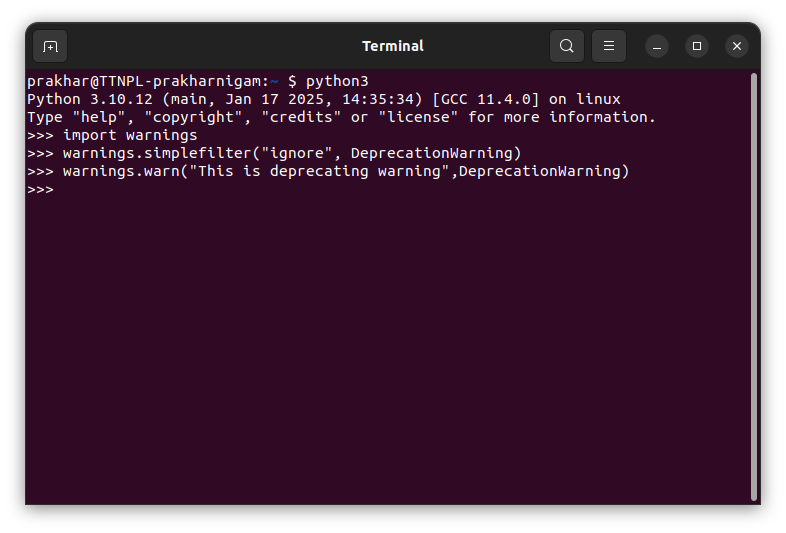 Terminal
prakhar@TTNPL-prakharnigam:~ $ python3
Python 3.10.12 (main, Jan 17 2025, 14:35:34) [GCC 11.4.0] on linux
Type "help", "copyright", "credits" or "license" for more information.
>>> import warnings
>>> warnings.simplefilter("ignore", DeprecationWarning)
>>> warnings.warn("This is deprecating warning",DeprecationWarning)
>>>